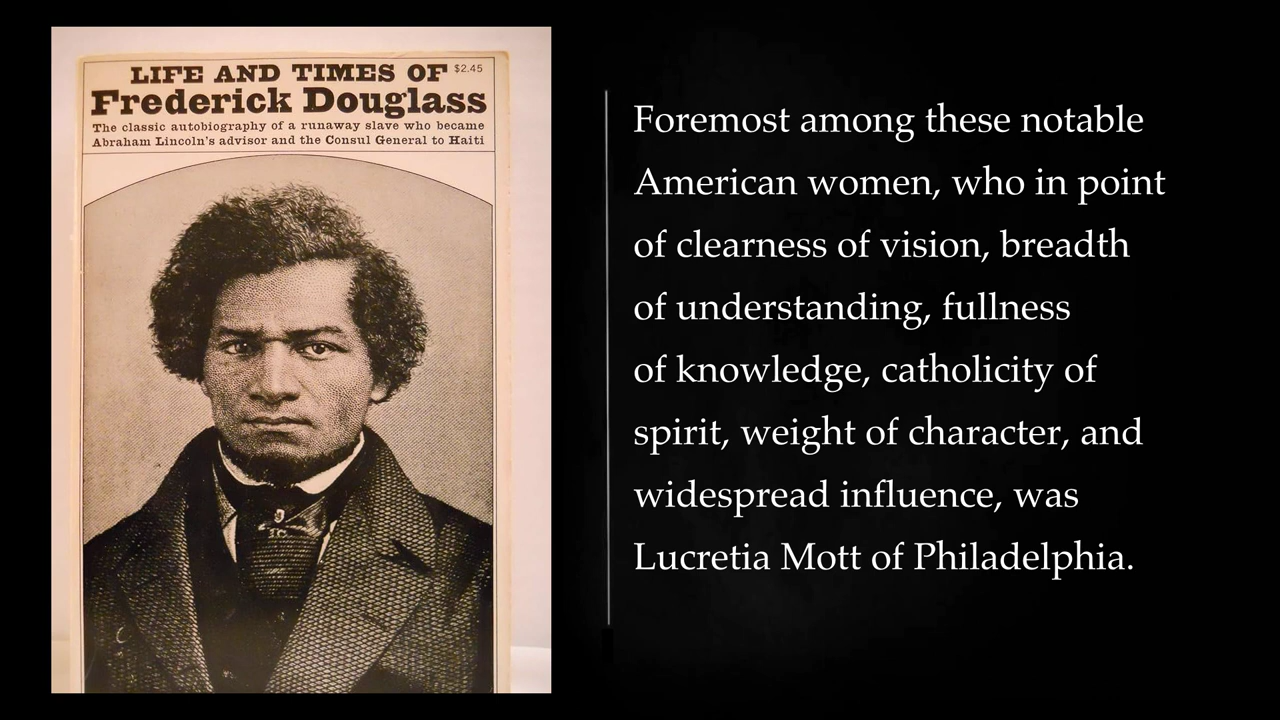 LIFE AND TIMES OF $2.45
Frederick Douglass
The classic autobiography of a runaway slave who became
Abraham Lincoln's advisor and the Consul General to Haiti
Foremost among these notable
American women, who in point
of clearness of vision, breadth
of understanding, fullness
of knowledge, catholicity of
spirit, weight of character, and
widespread influence, was
Lucretia Mott of Philadelphia.